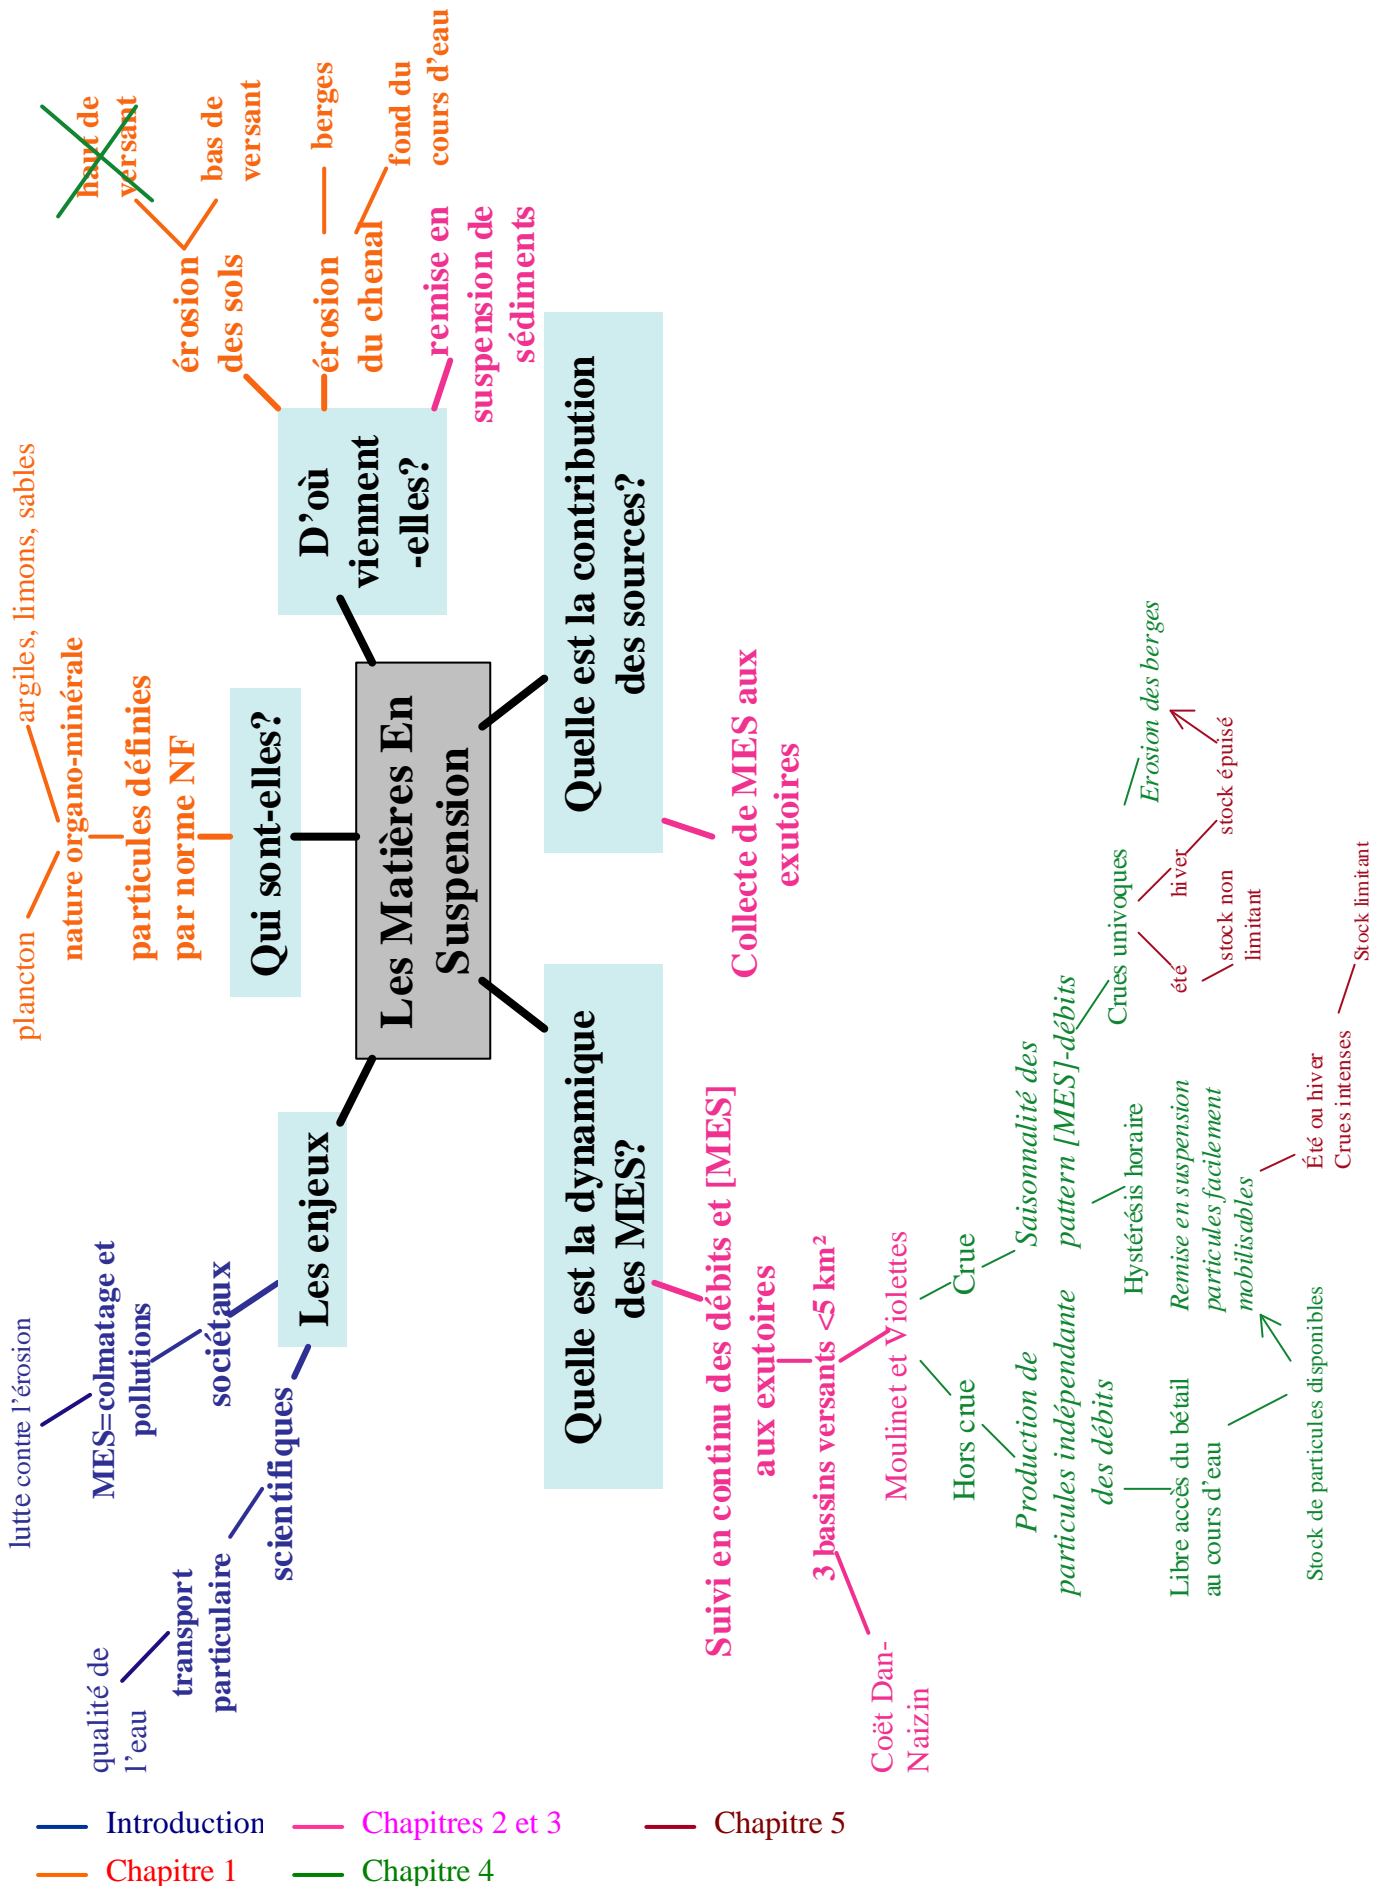 lutte contre l'érosion
MES=colmatage et
pollutions
sociétaux
qualité de
l'eau
transport
particulaire
scientifiques
Les enjeux
plancton
argiles, limons, sables
nature organo-minérale
particules définies
par norme NF
Qui sont-elles?
Les Matières En
Suspension
D'où
viennent
-elles?
érosion
des sols
haut de
versant
bas de
versant
érosion
du chenal
berges
fond du
cours d'eau
remise en
suspension de
sédiments
Quelle est la contribution
des sources?
Collecte de MES aux
exutoires
Quelle est la dynamique
des MES?
Suivi en continu des débits et [MES]
aux exutoires
3 bassins versants <5 km²
Coët Dan-
Naizin
Moulinet et Violettes
Hors crue
Production de
particules indépendante
des débits
Libre accès du bétail
au cours d'eau
Stock de particules disponibles
Crue
Saisonnalité des
pattern [MES]-débits
Hystérésis horaire
Remise en suspension
particules facilement
mobilisables
Été ou hiver
Crues intenses
Stock limitant
Crues univoques
été
stock non
limitant
hiver
stock épuisé
Erosion des berges
Introduction
Chapitres 2 et 3
Chapitre 5
Chapitre 1
Chapitre 4